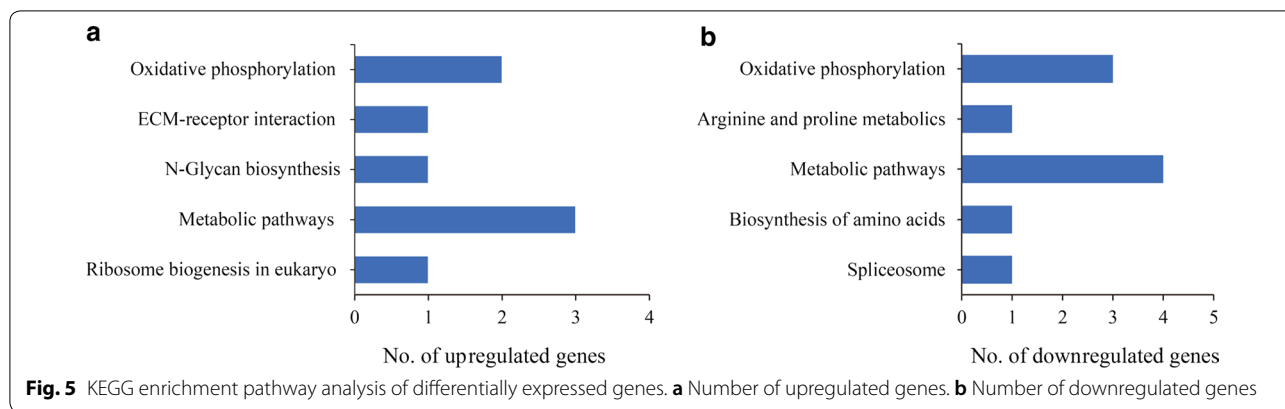 a
Oxidative phosphorylation
ECM-receptor interaction
N-Glycan biosynthesis
Metabolic pathways
Ribosome biogenesis in eukaryo
0 1 2 3 4
No. of upregulated genes
b
Oxidative phosphorylation
Arginine and proline metabolics
Metabolic pathways
Biosynthesis of amino acids
Spliceosome
0 1 2 3 4 5
No. of downregulated genes
Fig. 5 KEGG enrichment pathway analysis of differentially expressed genes. a Number of upregulated genes. b Number of downregulated genes